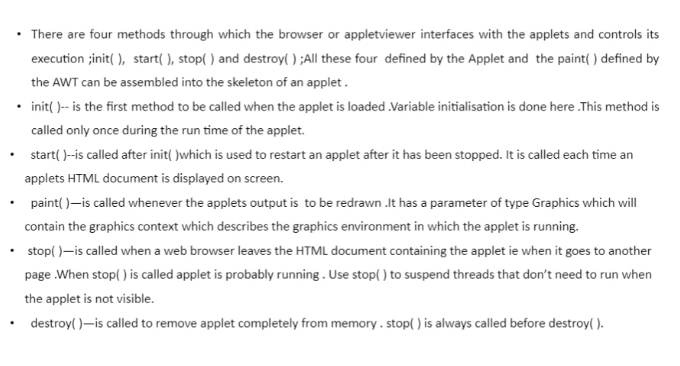 • There are four methods through which the browser or appletviewer interfaces with the applets and controls its
execution ;init( ), start( ), stop( ) and destroy( ) ;All these four defined by the Applet and the paint( ) defined by
the AWT can be assembled into the skeleton of an applet .
• init( )-- is the first method to be called when the applet is loaded .Variable initialisation is done here .This method is
called only once during the run time of the applet.
• start( )--is called after init( )which is used to restart an applet after it has been stopped. It is called each time an
applets HTML document is displayed on screen.
• paint( )—is called whenever the applets output is to be redrawn .It has a parameter of type Graphics which will
contain the graphics context which describes the graphics environment in which the applet is running.
• stop( )—is called when a web browser leaves the HTML document containing the applet ie when it goes to another
page .When stop( ) is called applet is probably running . Use stop( ) to suspend threads that don’t need to run when
the applet is not visible.
• destroy( )—is called to remove applet completely from memory . stop( ) is always called before destroy( ).